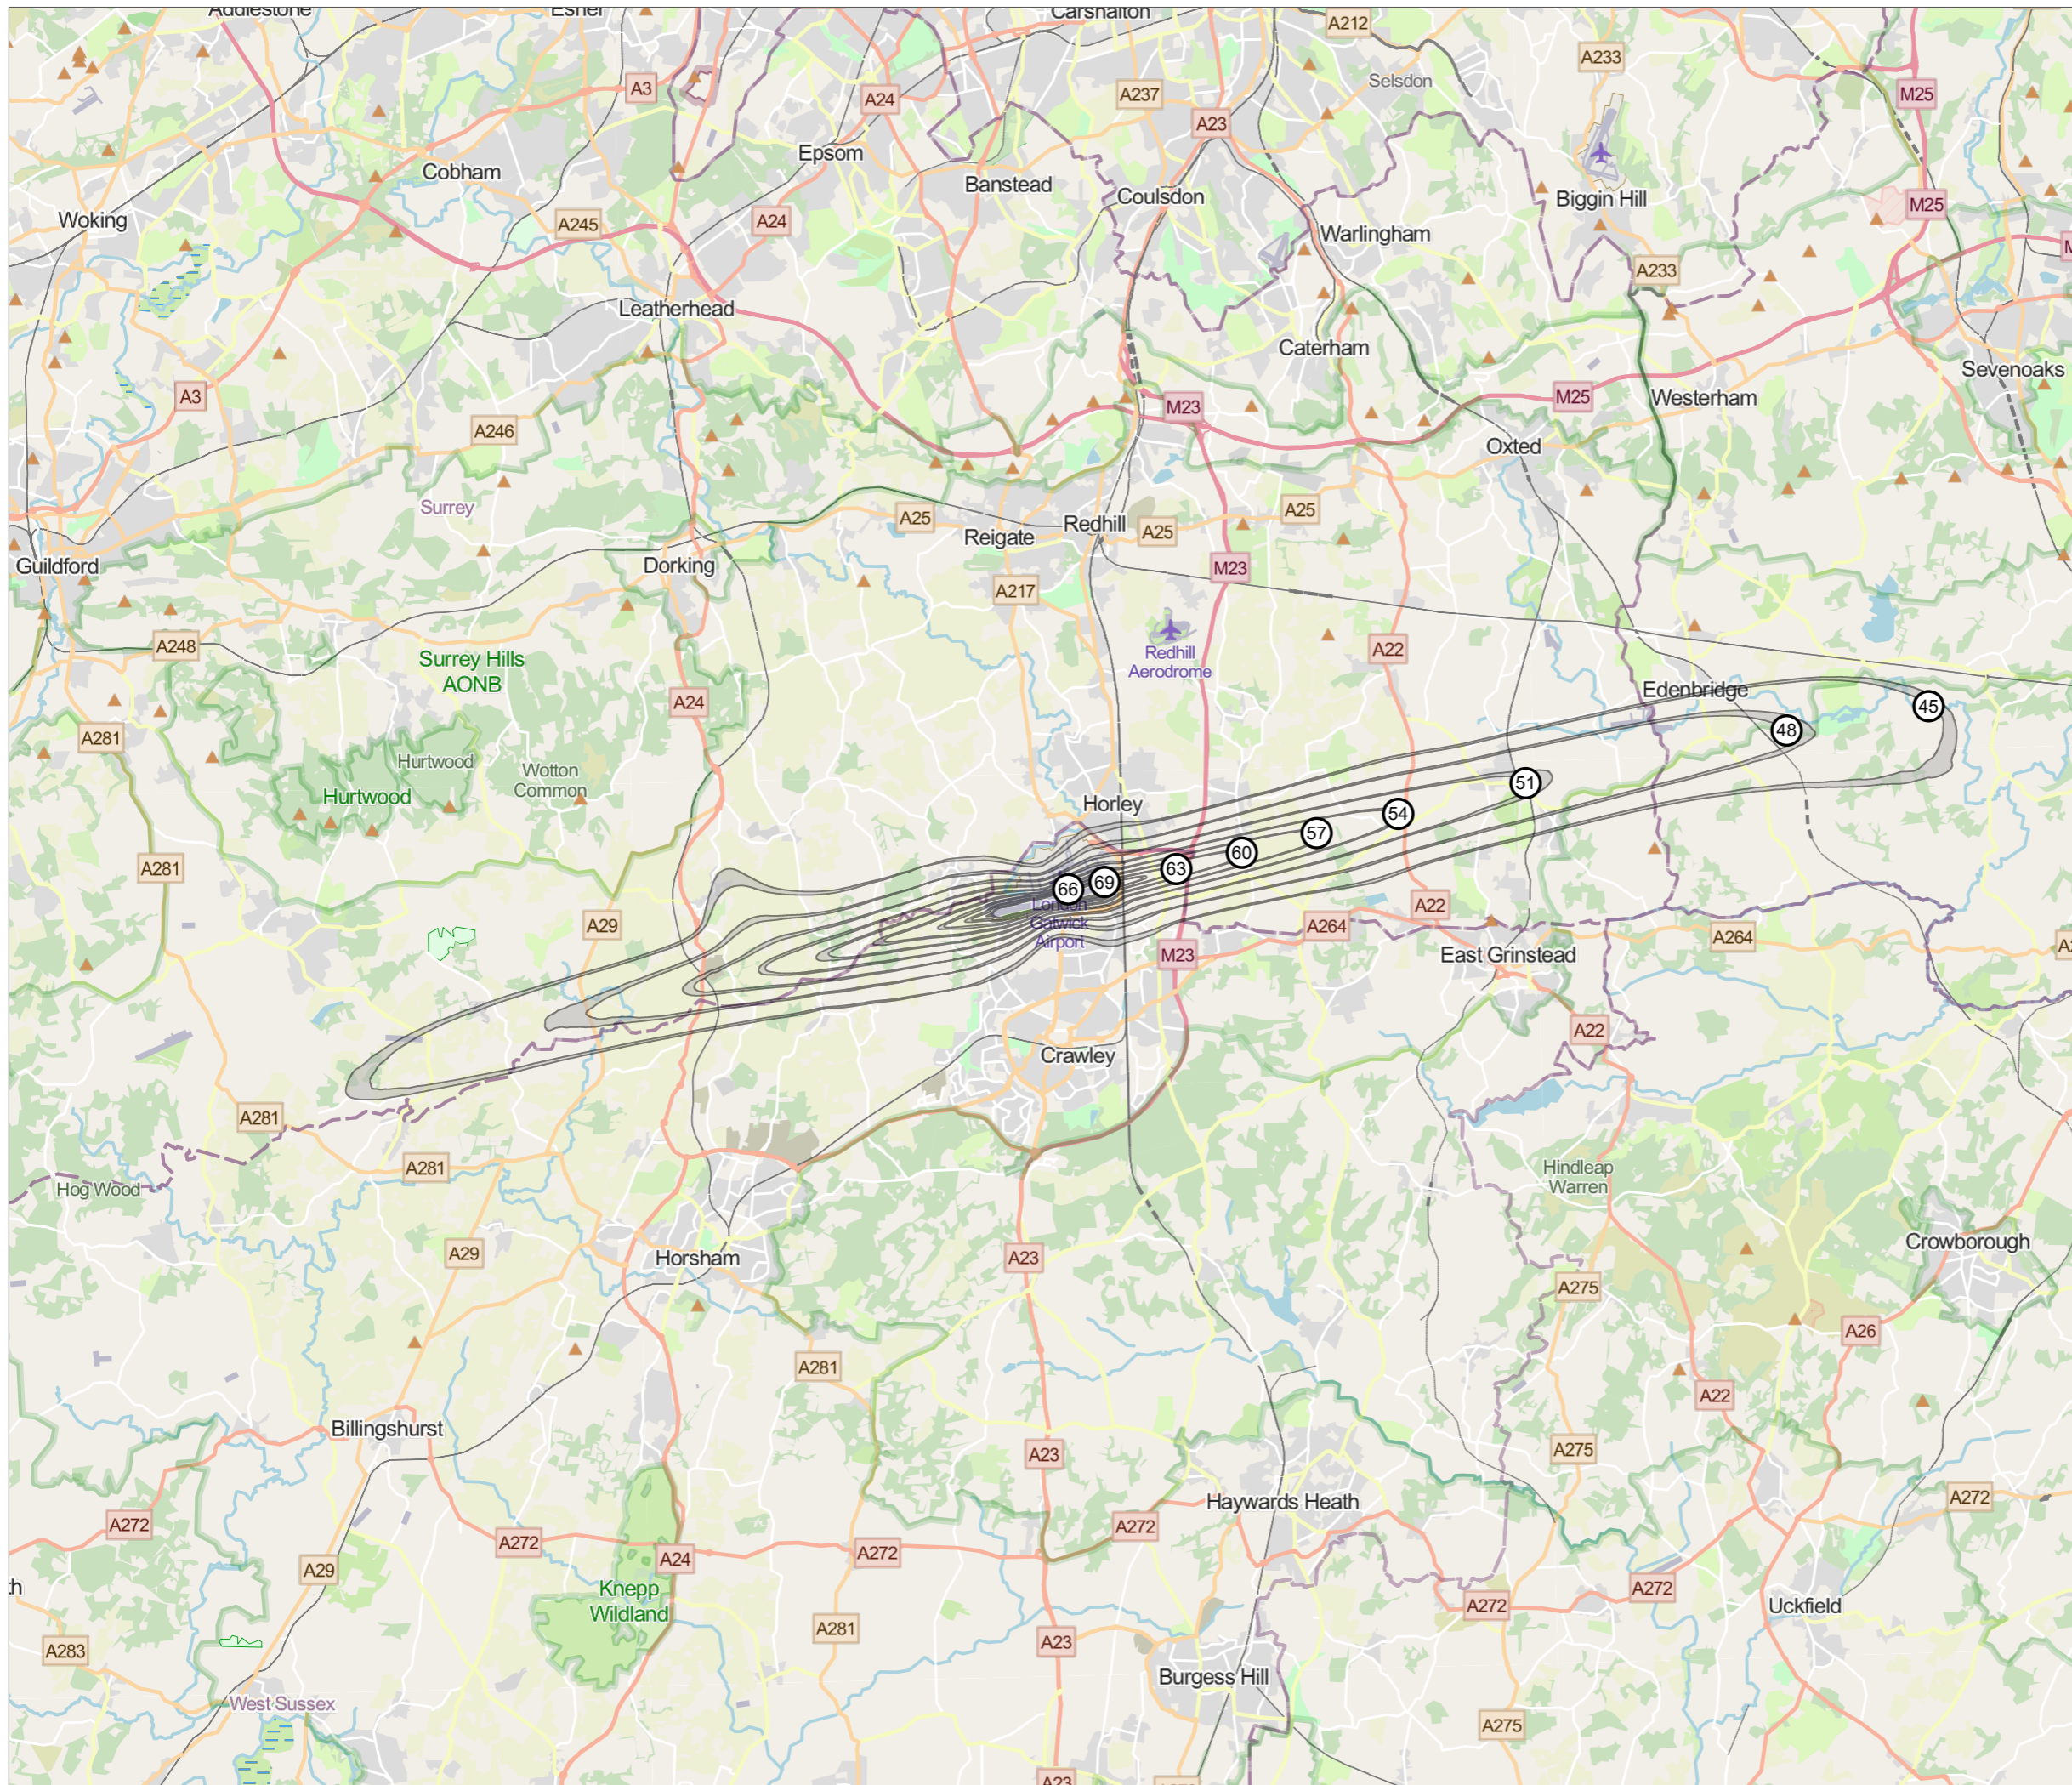 Addlestone
Esher
Carshalton
A212
A233
A3
A24
A237
Selsdon
M25
A23
Cobham
Epsom
Banstead
Coulsdon
Biggin Hill
M25
Woking
A245
A24
Warlingham
A233
Leatherhead
Caterham
A3
M23
M25
Westerham
Sevenoaks
A246
Oxted
Surrey
A25
Reigate
Redhill
A25
A25
Guildford
Dorking
A217
M23
A248
Surrey Hills
AONB
Redhill
Aerodrome
A22
A24
Edenbridge
45
A281
48
Hurtwood
Wotton
Common
Hurtwood
Horley
51
54
57
60
A281
63
66
69
London
Gatwick
Airport
A29
A22
A264
A264
M23
East Grinstead
Crawley
A22
A281
A281
Hog Wood
Hindleap
Warren
A29
Horsham
A23
Crowborough
A275
A26
A281
A22
Billingshurst
A23
A275
A272
Haywards Heath
A272
A272
A272
A272
A24
A29
Knepp
Wildland
A272
A272
Uckfield
A283
A281
A23
Burgess Hill
West Sussex
A275
A23